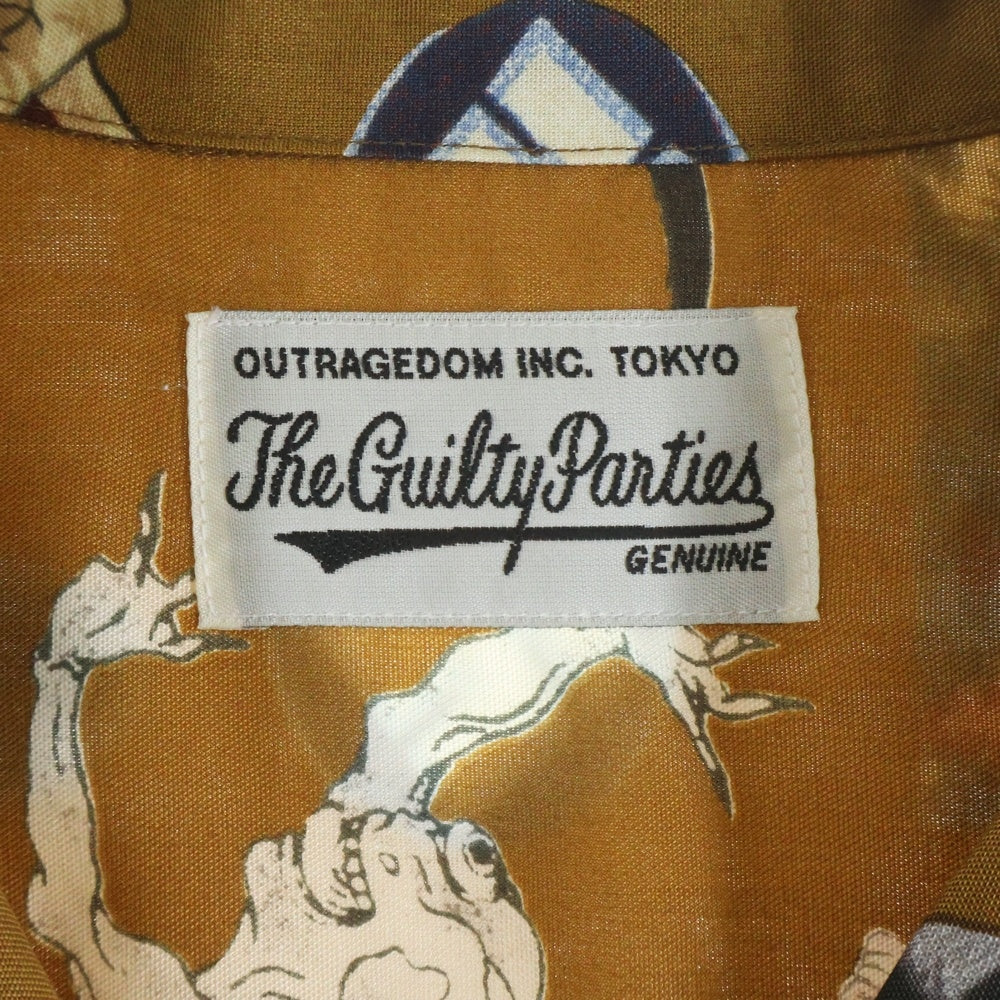 OUTRAGEDOM INC. TOKYO
The Guilty Parties
GENUINE